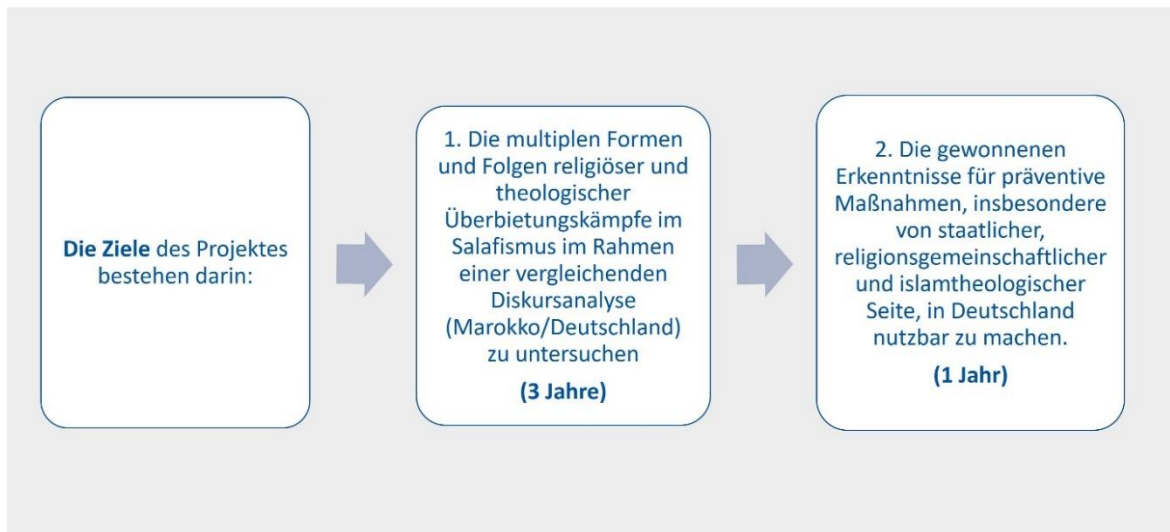 Die Ziele des Projektes
bestehen darin:
1. Die multiplen Formen
und Folgen religiöser und
theologischer
Überbietungskämpfe im
Salafismus im Rahmen
einer vergleichenden
Diskursanalyse
(Marokko/Deutschland)
zu untersuchen
(3 Jahre)
2. Die gewonnenen
Erkenntnisse für präventive
Maßnahmen, insbesondere
von staatlicher,
religionsgemeinschaftlicher
und islamtheologischer
Seite, in Deutschland
nutzbar zu machen.
(1 Jahr)